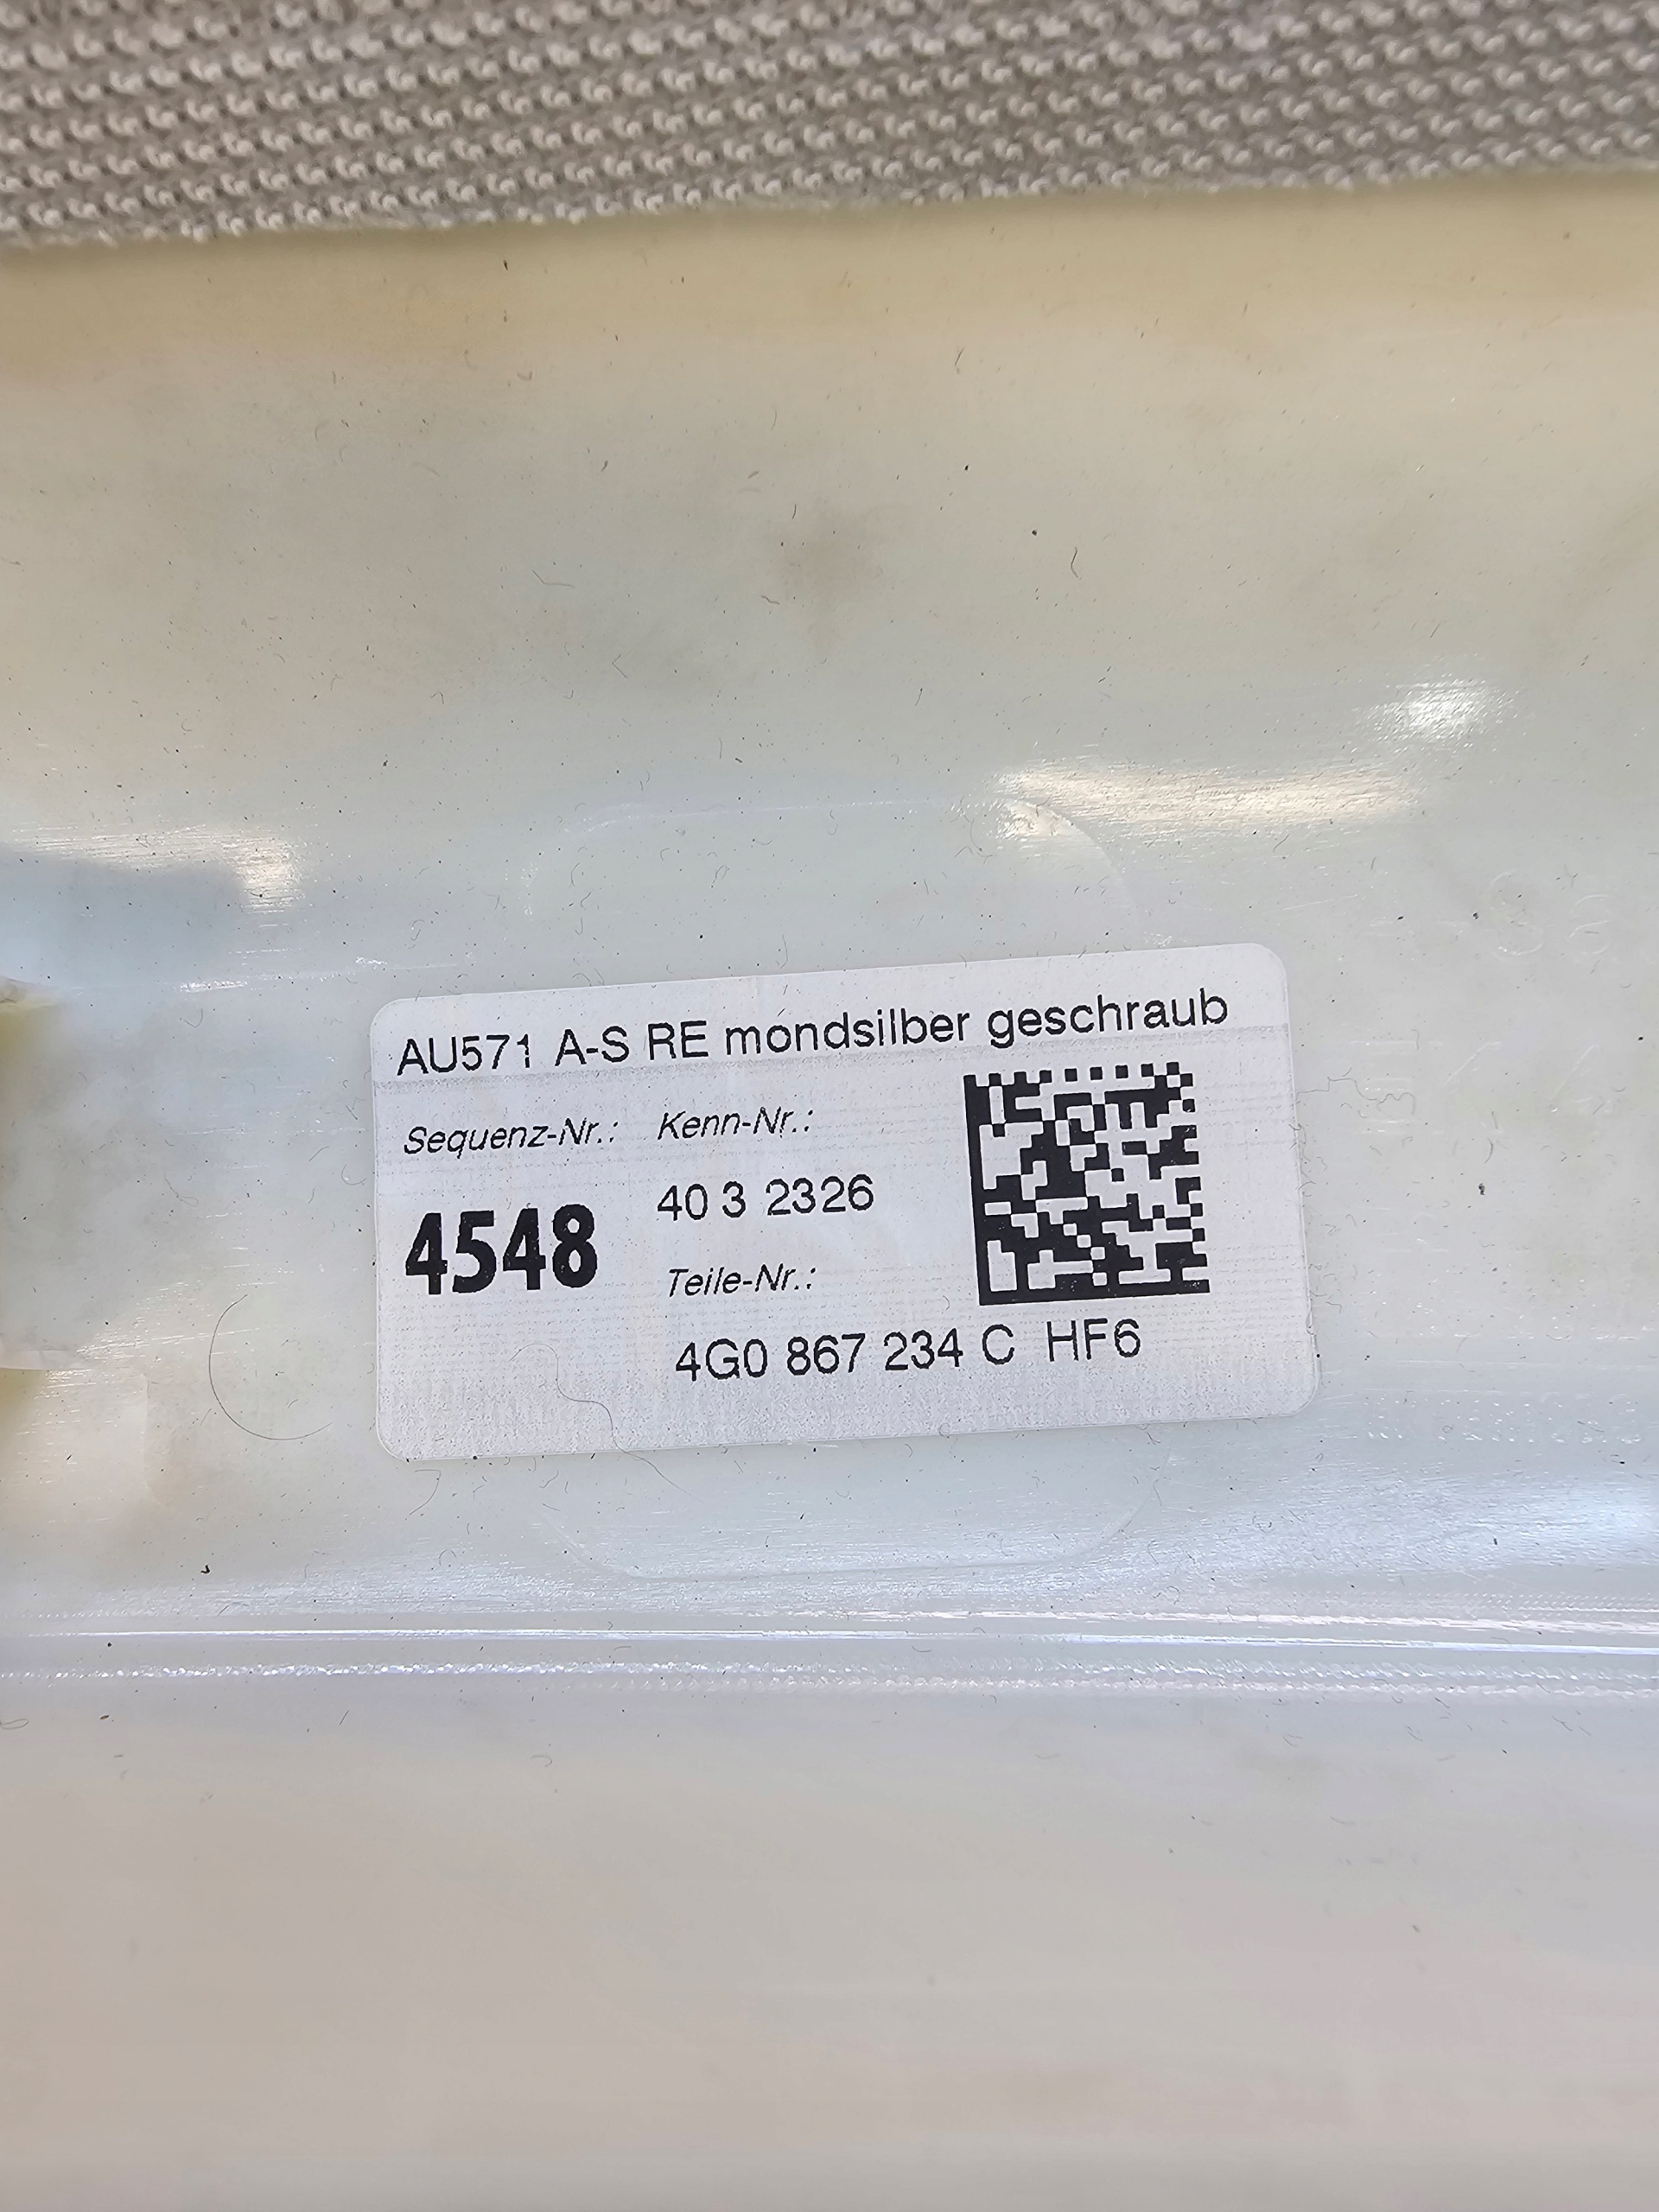 AU571 A-S RE mondsilber geschraub
Sequenz-Nr.: Kenn-Nr.:
4548 40 3 2326
Teile-Nr.:
4G0 867 234 C HF6